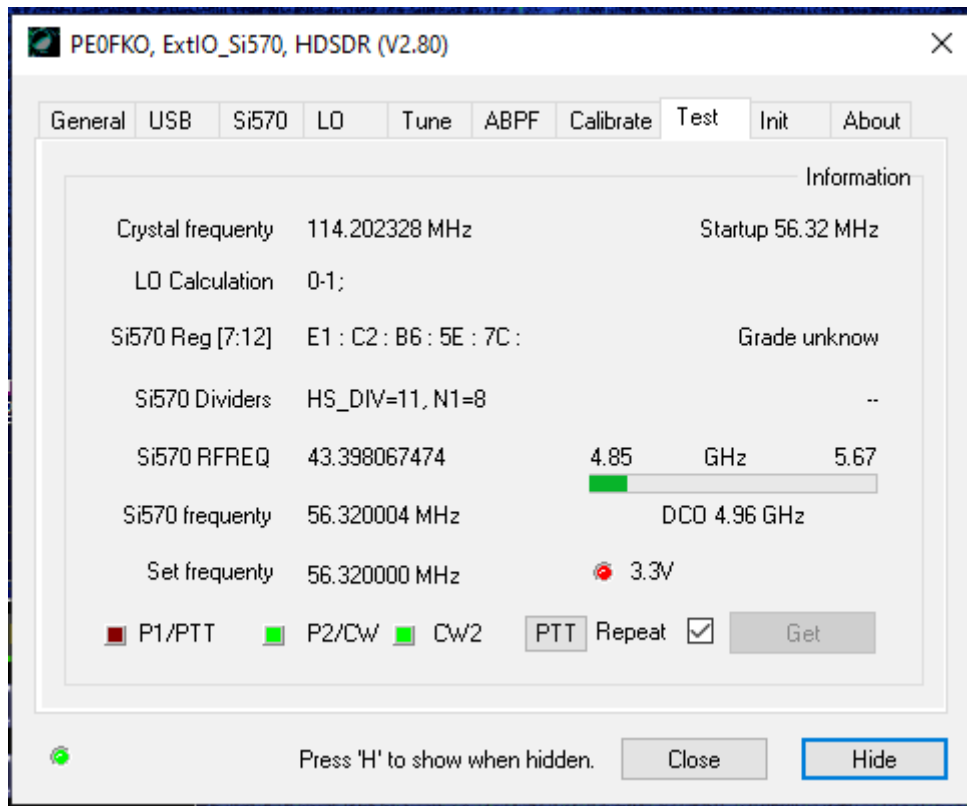 PE0FKO, ExtIO_Si570, HDSDR (V2.80)
General USB Si570 LO Tune ABPF Calibrate Test Init About
Information
Crystal frequenty 114.202328 MHz Startup 56.32 MHz
LO Calculation 0-1;
Si570 Reg [7:12] E1 : C2 : B6 : 5E : 7C : Grade unknow
Si570 Dividers HS_DIV=11, N1=8 --
Si570 RFREQ 43.398067474 4.85 GHz 5.67
Si570 frequenty 56.320004 MHz DCO 4.96 GHz
Set frequenty 56.320000 MHz 3.3V
P1/PTT P2/CW CW2 PTT Repeat Get
Press 'H' to show when hidden. Close Hide